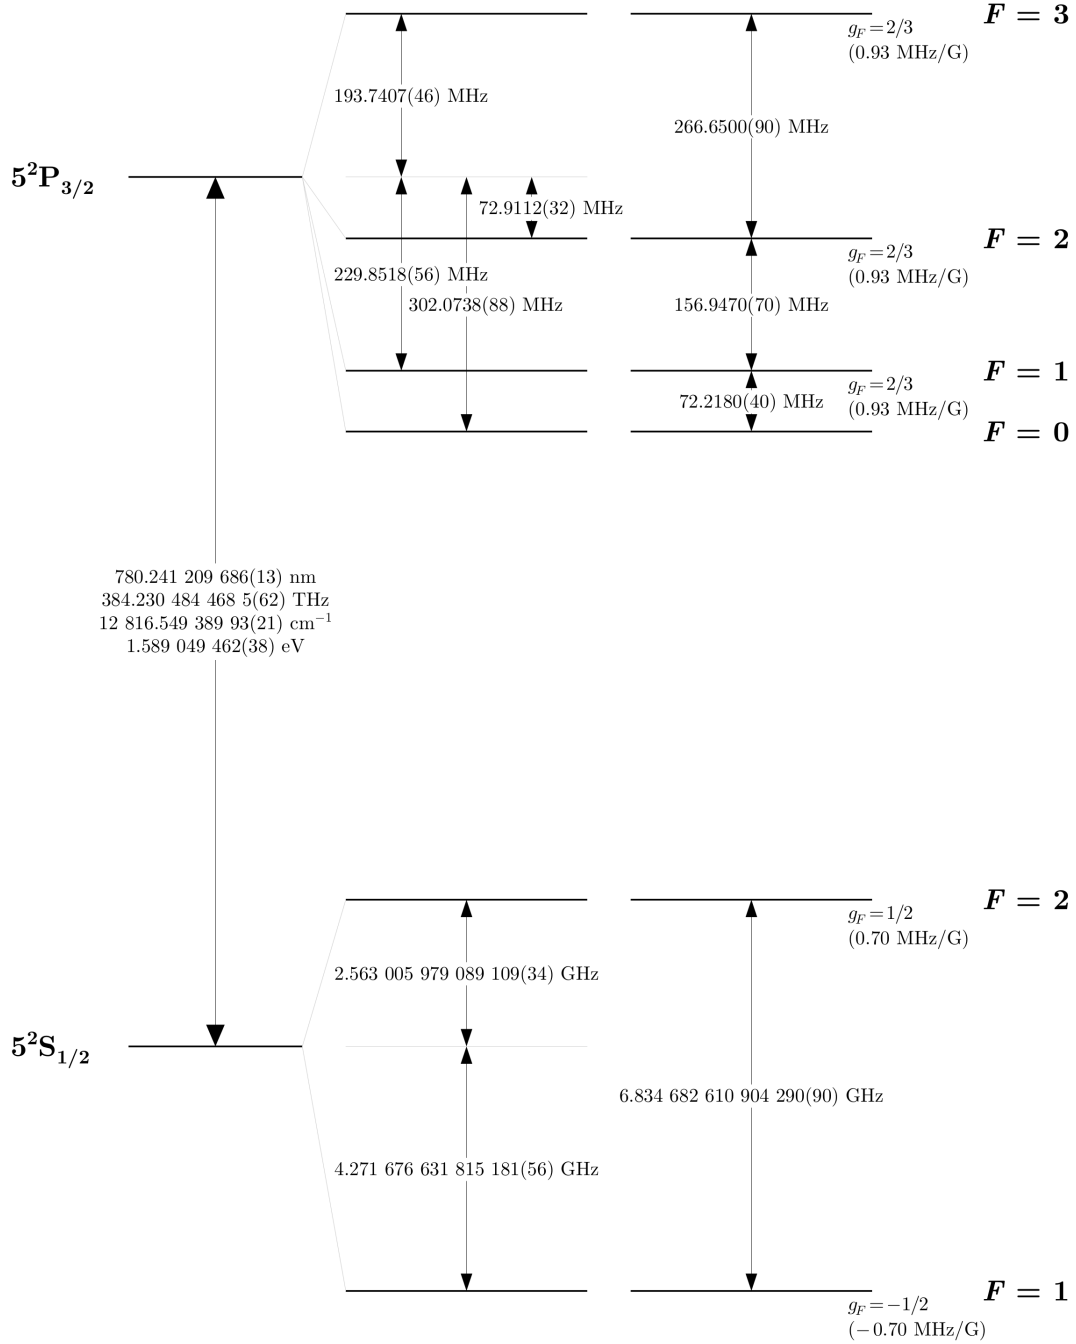 F = 3
g_F = 2/3
(0.93 MHz/G)
193.7407(46) MHz
266.6500(90) MHz
5²P₃/₂
72.9112(32) MHz
F = 2
g_F = 2/3
(0.93 MHz/G)
229.8518(56) MHz
302.0738(88) MHz
156.9470(70) MHz
F = 1
g_F = 2/3
(0.93 MHz/G)
72.2180(40) MHz
F = 0
780.241 209 686(13) nm
384.230 484 468 5(62) THz
12 816.549 389 93(21) cm⁻¹
1.589 049 462(38) eV
F = 2
g_F = 1/2
(0.70 MHz/G)
2.563 005 979 089 109(34) GHz
5²S₁/₂
6.834 682 610 904 290(90) GHz
4.271 676 631 815 181(56) GHz
F = 1
g_F = −1/2
(−0.70 MHz/G)